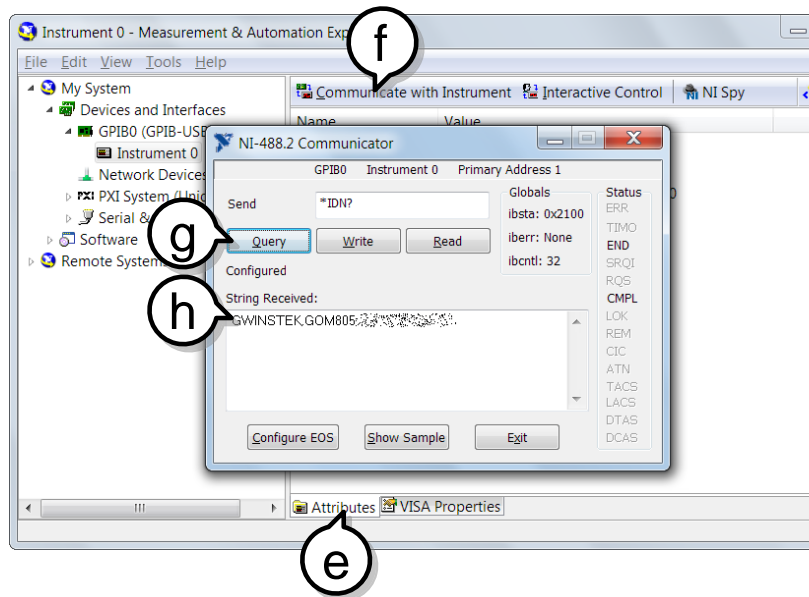 Instrument 0 - Measurement & Automation Exp
f
File Edit View Tools Help
My System
Devices and Interfaces
GPIB0 (GPIB-USB
Instrument 0
Network Devices
PXI PXI System (Unid
Serial &
Software
Remote Systems
Communicate with Instrument Interactive Control NI Spy
Name Value
NI-488.2 Communicator
GPIB0 Instrument 0 Primary Address 1
Send *IDN?
Query Write Read
g
Configured
String Received:
h
GWINSTEK,GOM805
Globals
ibsta: 0x2100
iberr: None
ibcntl: 32
Status
ERR
TIMO
END
SRQI
RQS
CMPL
LOK
REM
CIC
ATN
TACS
LACS
DTAS
DCAS
0
Configure EOS Show Sample Exit
Attributes VISA Properties
e